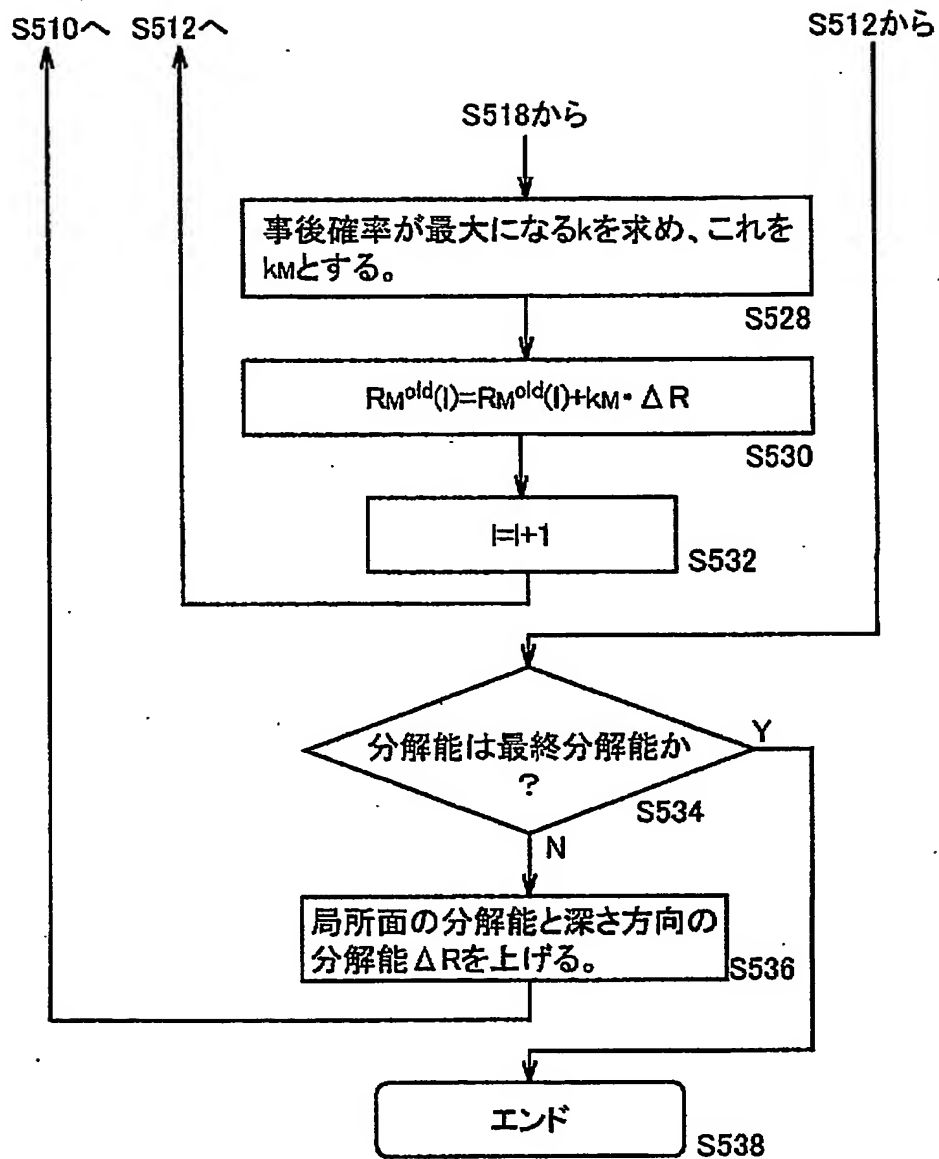 S510へ S512へ S512から
S518から
事後確率が最大になるkを求め、これを
kMとする。
S528
RM^old(l)=RM^old(l)+kM・ΔR
S530
l=l+1
S532
分解能は最終分解能か
?
Y
S534
N
局所面の分解能と深さ方向の
分解能ΔRを上げる。
S536
エンド
S538